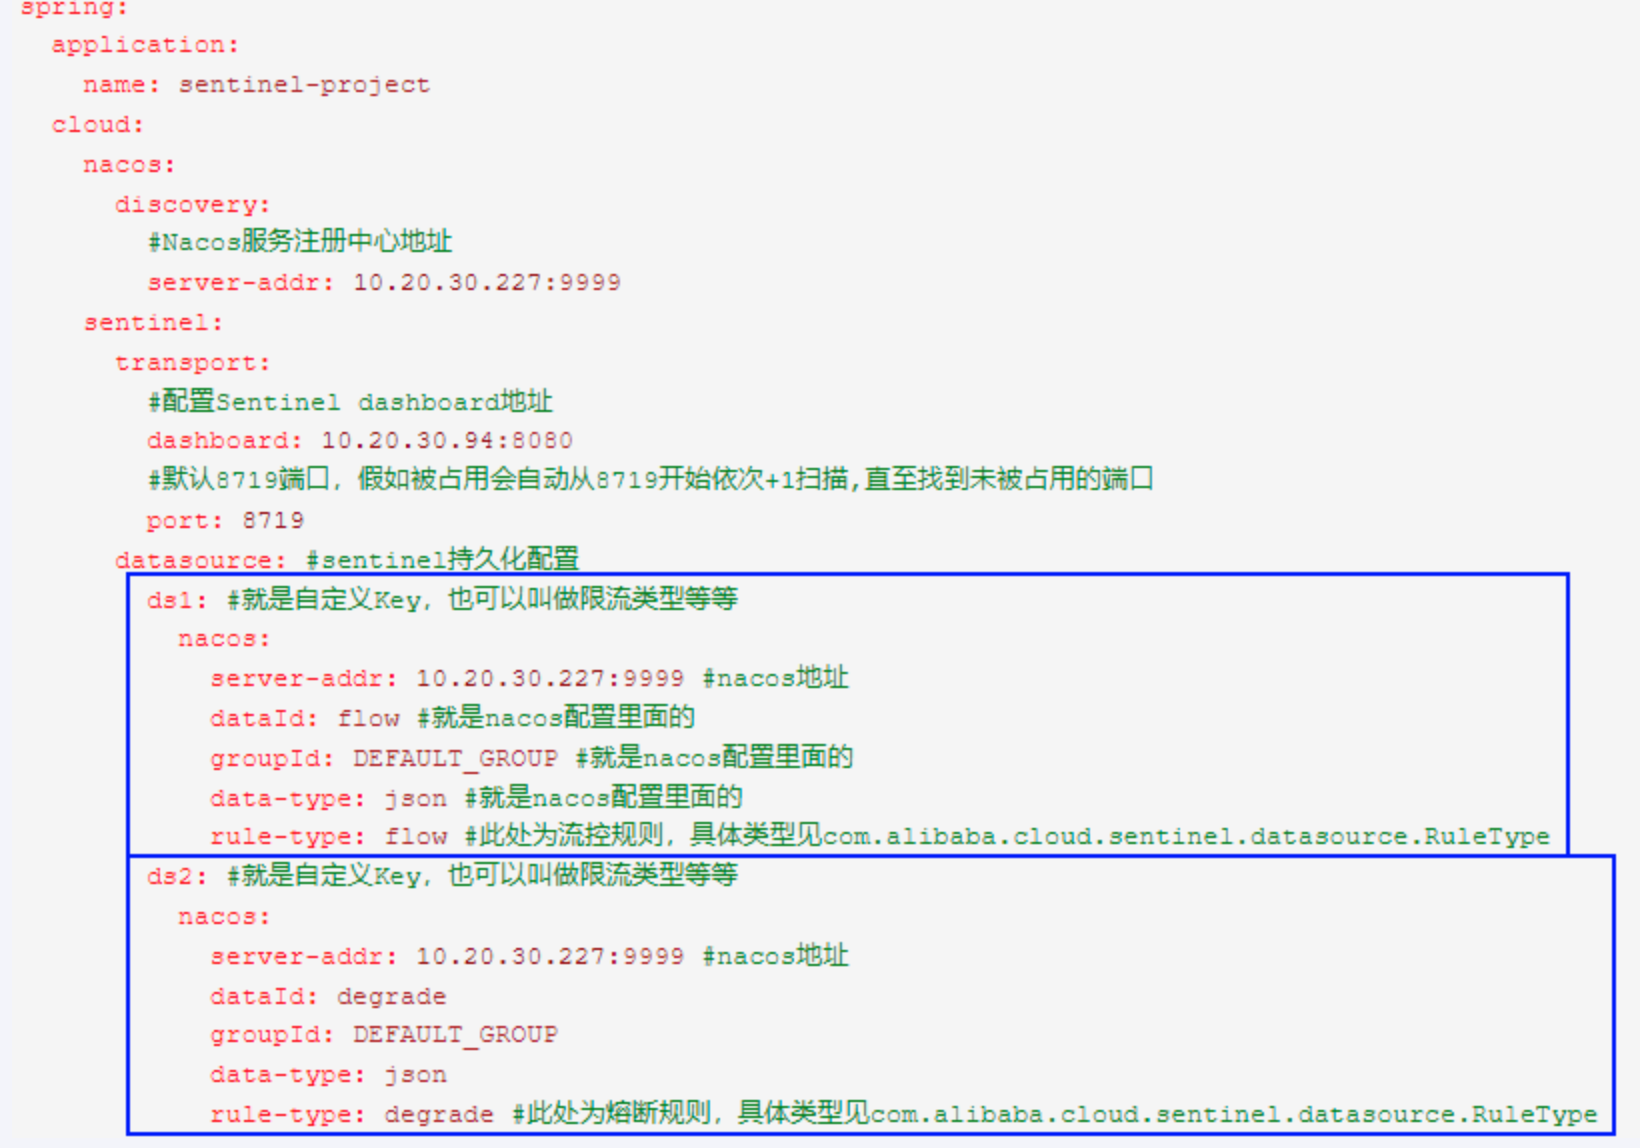 spring:
  application:
    name: sentinel-project
  cloud:
    nacos:
      discovery:
        #Nacos服务注册中心地址
        server-addr: 10.20.30.227:9999
    sentinel:
      transport:
        #配置Sentinel dashboard地址
        dashboard: 10.20.30.94:8080
        #默认8719端口，假如被占用会自动从8719开始依次+1扫描,直至找到未被占用的端口
        port: 8719
      datasource: #sentinel持久化配置
        ds1: #就是自定义Key，也可以叫做限流类型等等
          nacos:
            server-addr: 10.20.30.227:9999 #nacos地址
            dataId: flow #就是nacos配置里面的
            groupId: DEFAULT_GROUP #就是nacos配置里面的
            data-type: json #就是nacos配置里面的
            rule-type: flow #此处为流控规则，具体类型见com.alibaba.cloud.sentinel.datasource.RuleType
        ds2: #就是自定义Key，也可以叫做限流类型等等
          nacos:
            server-addr: 10.20.30.227:9999 #nacos地址
            dataId: degrade
            groupId: DEFAULT_GROUP
            data-type: json
            rule-type: degrade #此处为熔断规则，具体类型见com.alibaba.cloud.sentinel.datasource.RuleType